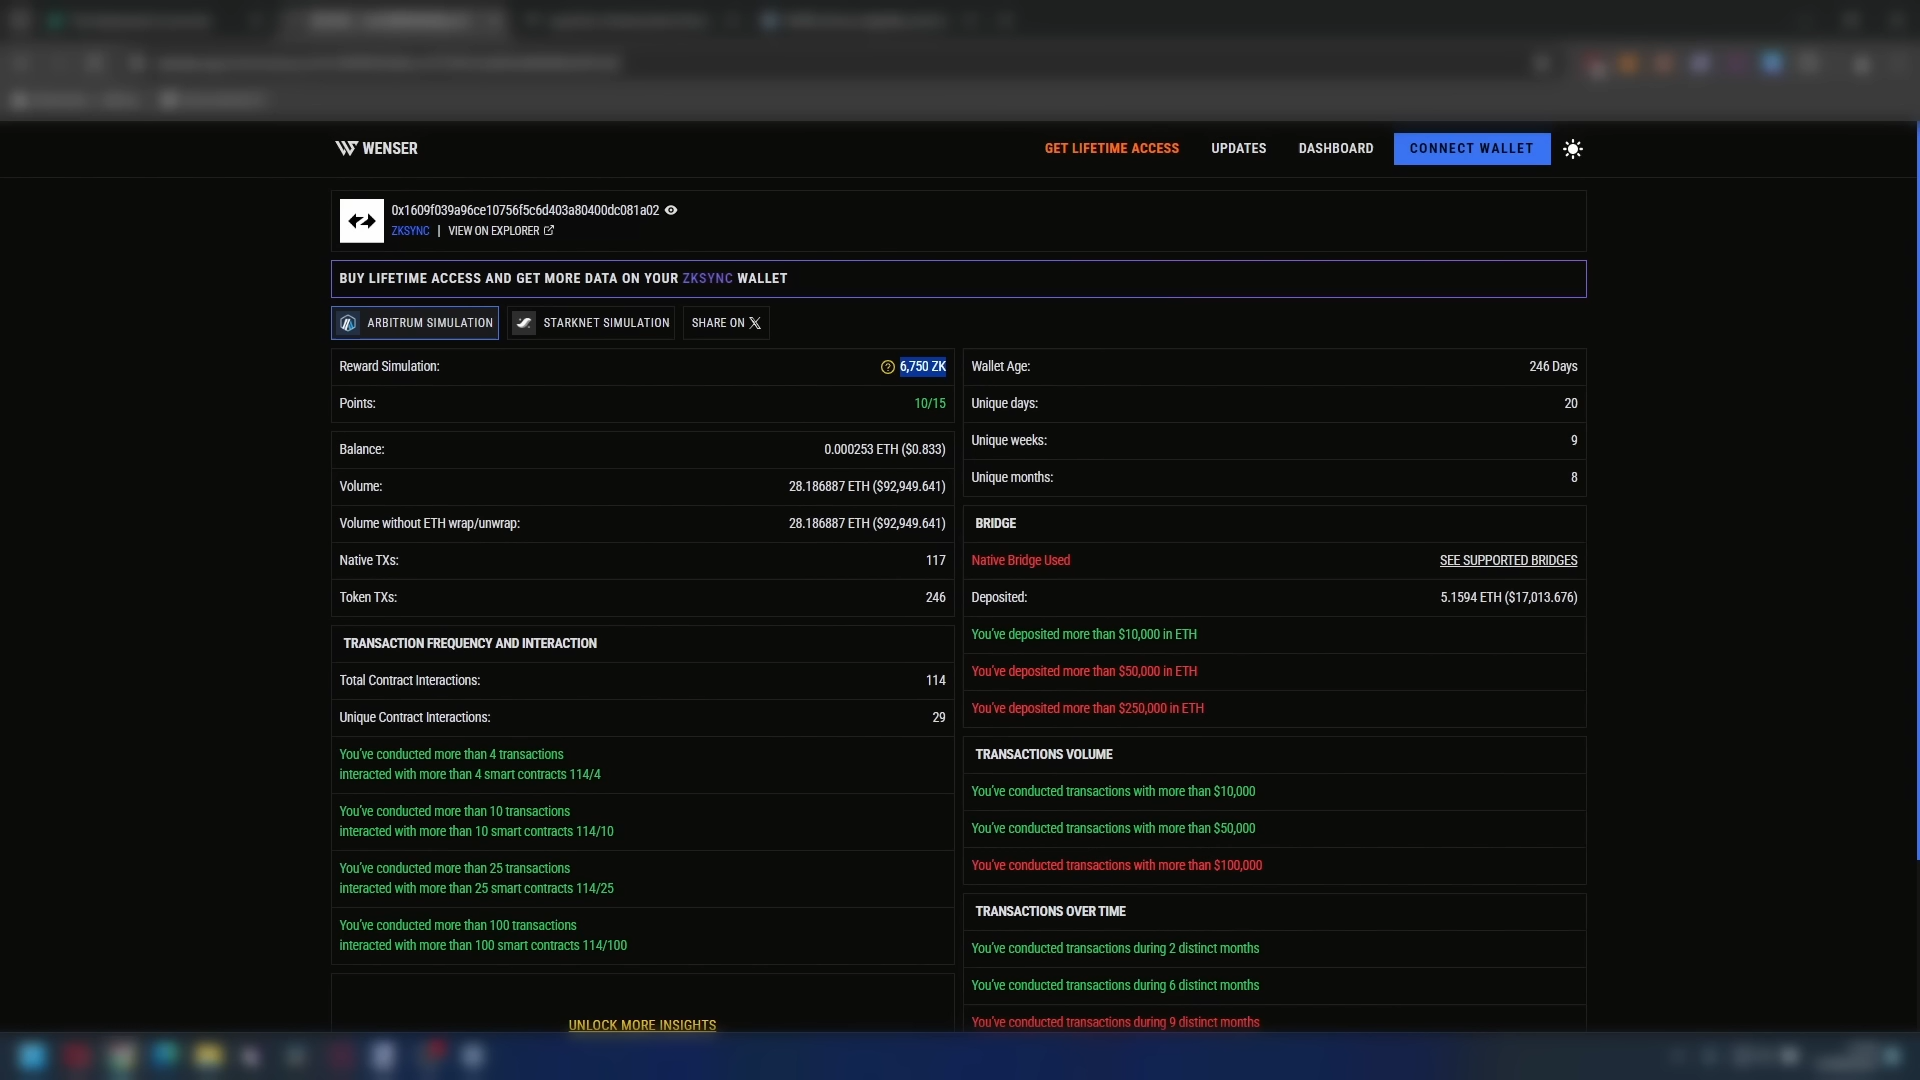 WENSER
GET LIFETIME ACCESS
UPDATES
DASHBOARD
CONNECT WALLET
0x1609f039a96ce10756f5c6d403a80400dc081a02
ZKSYNC | VIEW ON EXPLORER
BUY LIFETIME ACCESS AND GET MORE DATA ON YOUR ZKSYNC WALLET
ARBITRUM SIMULATION
STARKNET SIMULATION
SHARE ON X
Reward Simulation: 6,750 ZK
Points: 10/15
Balance: 0.000253 ETH ($0.833)
Volume: 28.186887 ETH ($92,949.641)
Volume without ETH wrap/unwrap: 28.186887 ETH ($92,949.641)
Native TXs: 117
Token TXs: 246
TRANSACTION FREQUENCY AND INTERACTION
Total Contract Interactions: 114
Unique Contract Interactions: 29
You've conducted more than 4 transactions
interacted with more than 4 smart contracts 114/4
You've conducted more than 10 transactions
interacted with more than 10 smart contracts 114/10
You've conducted more than 25 transactions
interacted with more than 25 smart contracts 114/25
You've conducted more than 100 transactions
interacted with more than 100 smart contracts 114/100
UNLOCK MORE INSIGHTS
Wallet Age: 246 Days
Unique days: 20
Unique weeks: 9
Unique months: 8
BRIDGE
Native Bridge Used SEE SUPPORTED BRIDGES
Deposited: 5.1594 ETH ($17,013.676)
You've deposited more than $10,000 in ETH
You've deposited more than $50,000 in ETH
You've deposited more than $250,000 in ETH
TRANSACTIONS VOLUME
You've conducted transactions with more than $10,000
You've conducted transactions with more than $50,000
You've conducted transactions with more than $100,000
TRANSACTIONS OVER TIME
You've conducted transactions during 2 distinct months
You've conducted transactions during 6 distinct months
You've conducted transactions during 9 distinct months